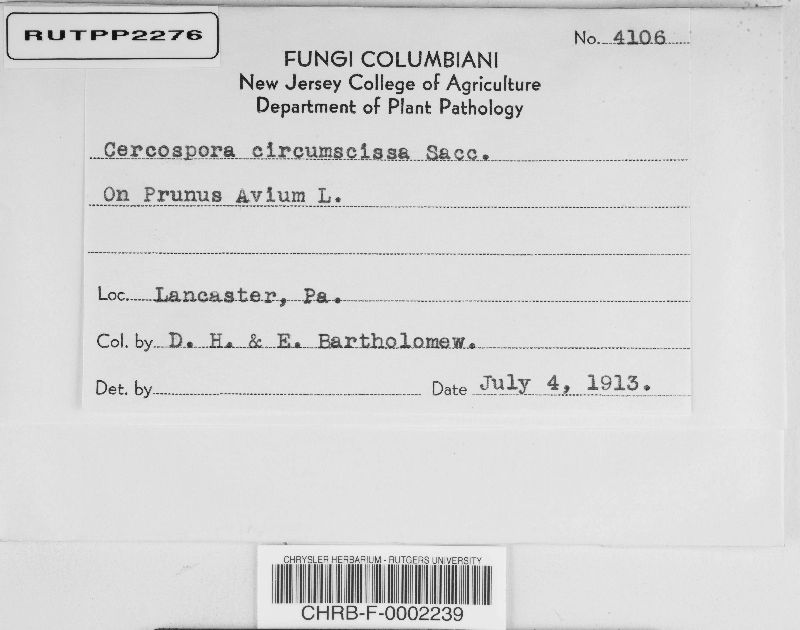 RUTPP2276
No. 4106
FUNGI COLUMBIANI
New Jersey College of Agriculture
Department of Plant Pathology
Cercospora circumscissa Sacc.
On Prunus Avium L.
Loc. Lancaster, Pa.
Col. by D. H. & E. Bartholomew.
Det. by Date July 4, 1913.
CHRYSLER HERBARIUM - RUTGERS UNIVERSITY
CHRB-F-0002239